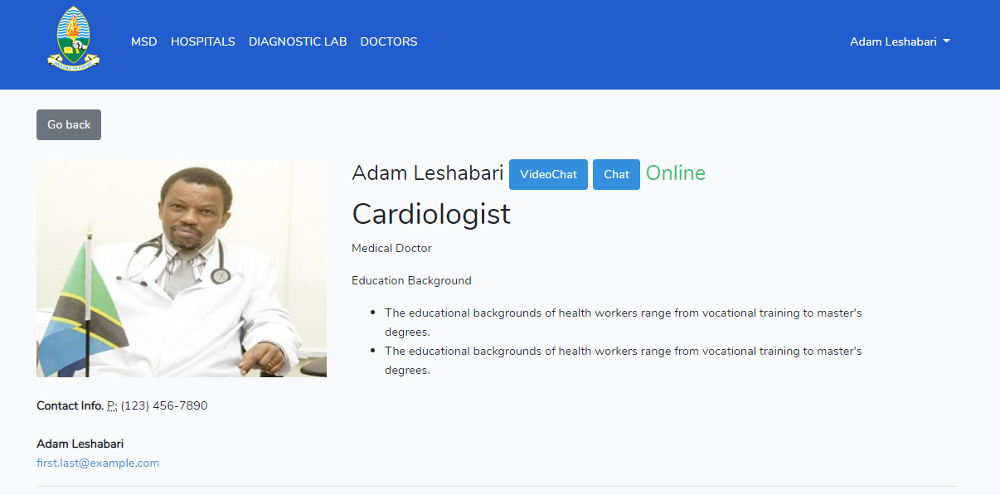 MSD HOSPITALS DIAGNOSTIC LAB DOCTORS Adam Leshabari
Go back
Adam Leshabari VideoChat Chat Online
Cardiologist
Medical Doctor
Education Background
The educational backgrounds of health workers range from vocational training to master's
degrees.
The educational backgrounds of health workers range from vocational training to master's
degrees.
Contact Info. P: (123) 456-7890
Adam Leshabari
first.last@example.com